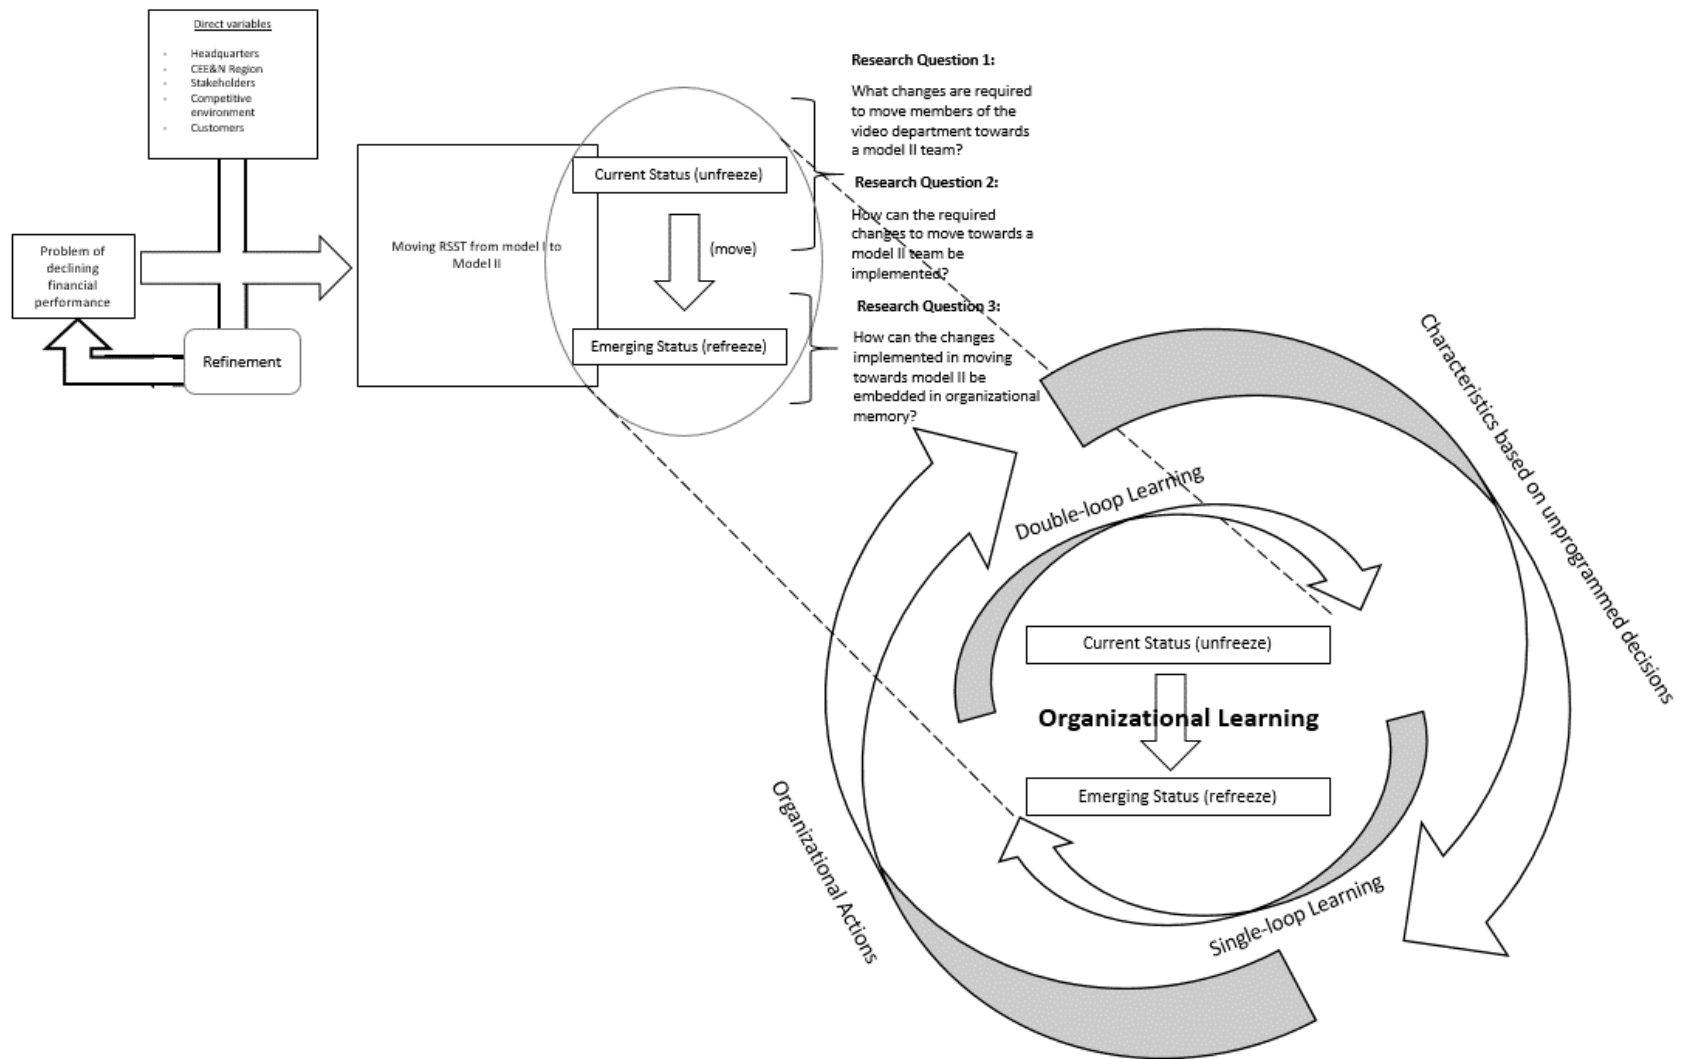 Direct variables
- Headquarters
- CEE&N Region
- Stakeholders
- Competitive
environment
- Customers
Problem of
declining
financial
performance
Refinement
Moving RSST from model I to
Model II
Current Status (unfreeze)
(move)
Emerging Status (refreeze)
Research Question 1:
What changes are required
to move members of the
video department towards
a model II team?
Research Question 2:
How can the required
changes to move towards a
model II team be
implemented?
Research Question 3:
How can the changes
implemented in moving
towards model II be
embedded in organizational
memory?
Characteristics based on unprogrammed decisions
Double-loop Learning
Current Status (unfreeze)
Organizational Learning
Emerging Status (refreeze)
Single-loop Learning
Organizational Actions